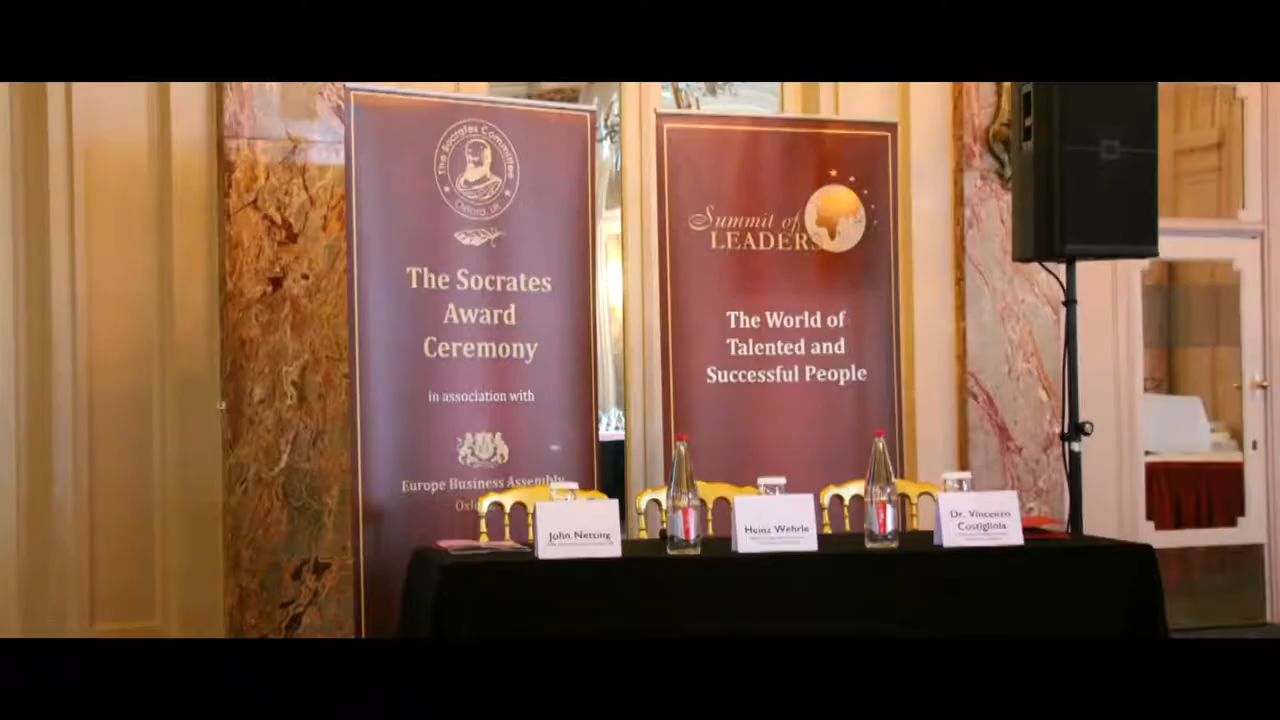 The Socrates Committee
Oxford, UK
The Socrates
Award
Ceremony
in association with
Europe Business Assembly
Summit of
LEADERS
The World of
Talented and
Successful People
John Netting
Heinz Wehrle
Dr. Vincenzo
Costigliola